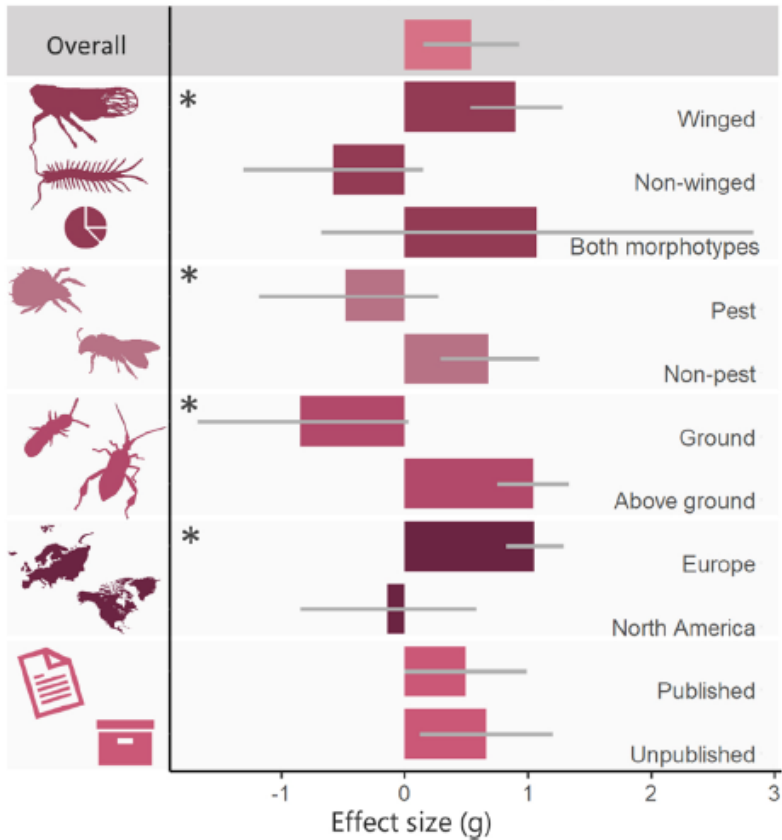 Overall
*
Winged
Non-winged
Both morphotypes
*
Pest
Non-pest
*
Ground
Above ground
*
Europe
North America
Published
Unpublished
-1 0 1 2 3
Effect size (g)